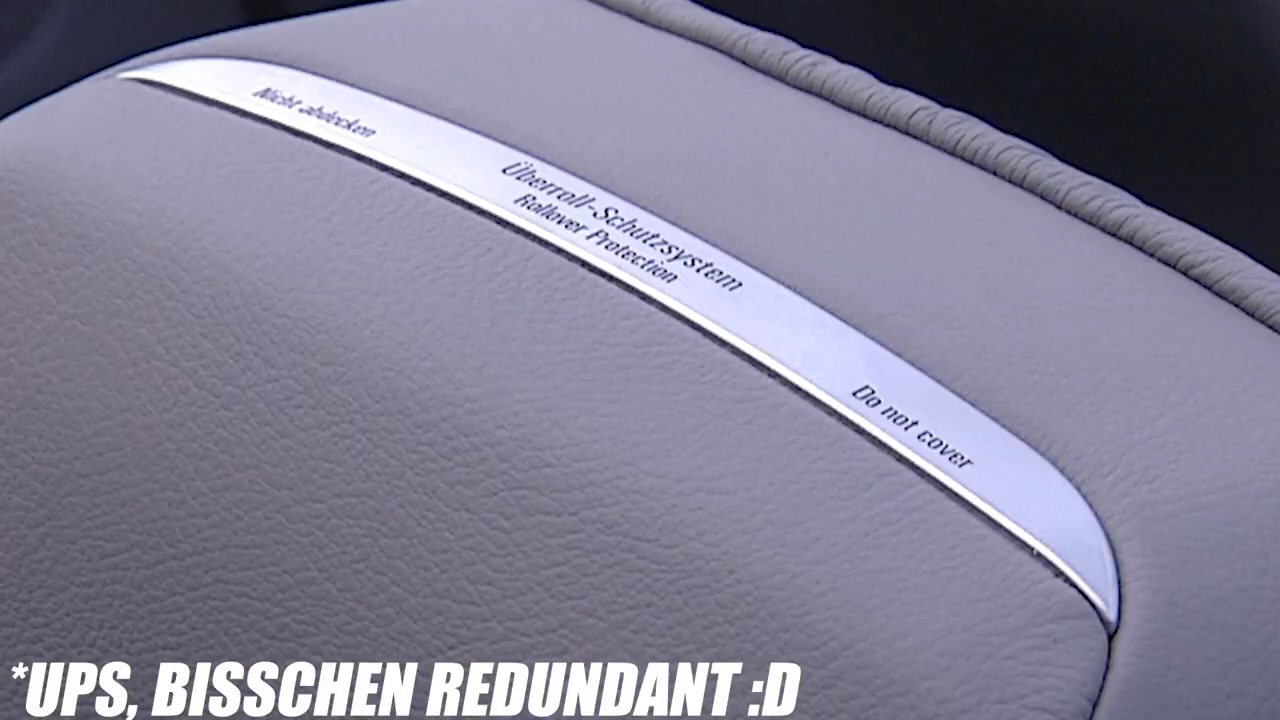 Nicht abdecken
Überroll-Schutzsystem
Rollover Protection
Do not cover
*UPS, BISSCHEN REDUNDANT :D